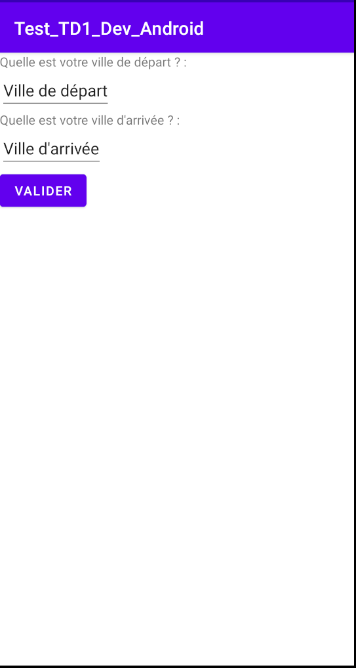 Test_TD1_Dev_Android
Quelle est votre ville de départ ? :
Ville de départ
Quelle est votre ville d'arrivée ? :
Ville d'arrivée
VALIDER